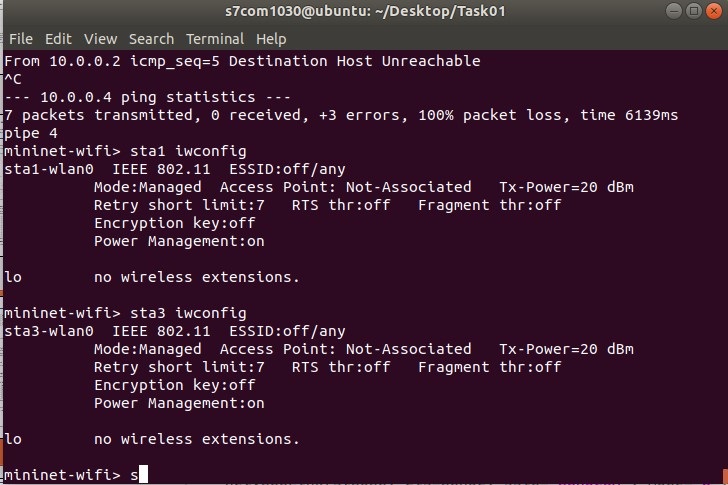 s7com1030@ubuntu: ~/Desktop/Task01
File Edit View Search Terminal Help
From 10.0.0.2 icmp_seq=5 Destination Host Unreachable
^C
--- 10.0.0.4 ping statistics ---
7 packets transmitted, 0 received, +3 errors, 100% packet loss, time 6139ms
pipe 4
mininet-wifi> sta1 iwconfig
sta1-wlan0  IEEE 802.11  ESSID:off/any
          Mode:Managed  Access Point: Not-Associated   Tx-Power=20 dBm
          Retry short limit:7   RTS thr:off   Fragment thr:off
          Encryption key:off
          Power Management:on
lo        no wireless extensions.
mininet-wifi> sta3 iwconfig
sta3-wlan0  IEEE 802.11  ESSID:off/any
          Mode:Managed  Access Point: Not-Associated   Tx-Power=20 dBm
          Retry short limit:7   RTS thr:off   Fragment thr:off
          Encryption key:off
          Power Management:on
lo        no wireless extensions.
mininet-wifi> s